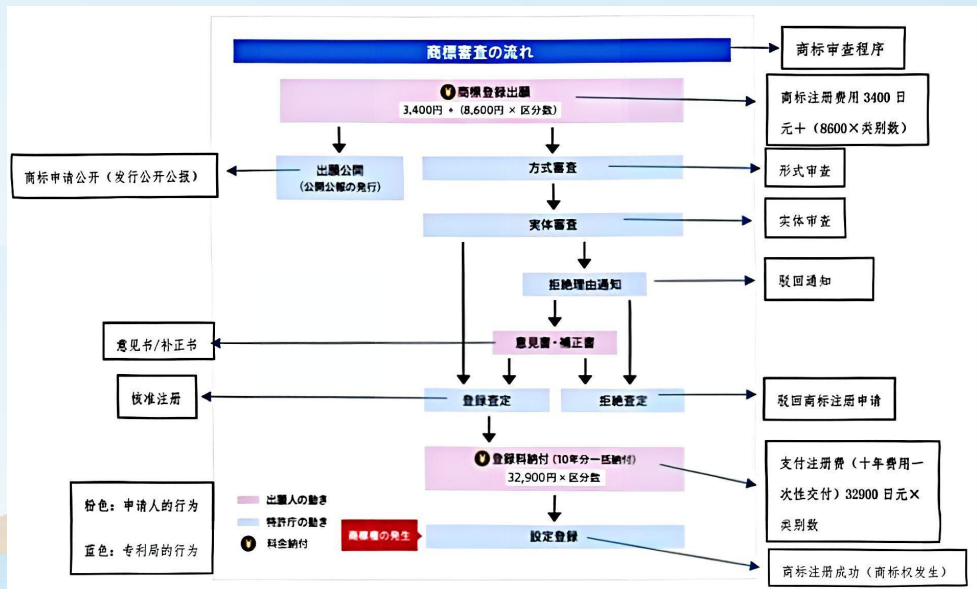 商標審査の流れ
商标审查程序
商標登録出願
3,400円 + (8,600円 × 区分数)
商标注册费用 3400 日
元＋（8600×类别数）
商标申请公开（发行公开公报）
出願公開
(公開公報の発行)
方式審査
形式审查
実体審査
实体审查
拒絶理由通知
驳回通知
意见书/补正书
意見書・補正書
核准注册
登録査定
拒絶査定
驳回商标注册申请
登録料納付 (10年分一括納付)
32,900円×区分数
支付注册费（十年费用一
次性交付）32900 日元×
类别数
粉色：申请人的行为
蓝色：专利局的行为
出願人の動き
特許庁の動き
料金納付
商標権の発生
設定登録
商标注册成功（商标权发生）